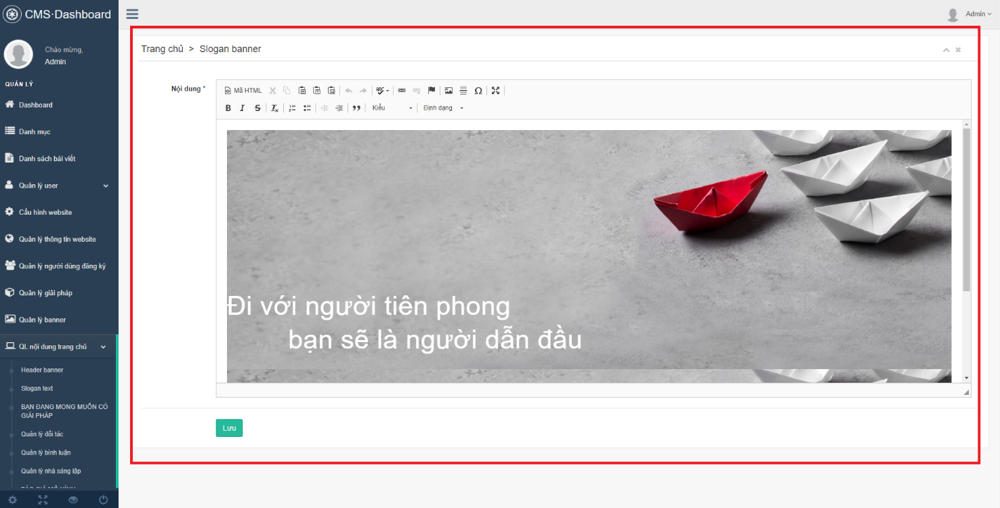 CMS·Dashboard
Admin
Chào mừng,
Admin
QUẢN LÝ
Dashboard
Danh mục
Danh sách bài viết
Quản lý user
Cấu hình website
Quản lý thông tin website
Quản lý người dùng đăng ký
Quản lý giải pháp
Quản lý banner
QL nội dung trang chủ
Header banner
Slogan text
BẠN ĐANG MONG MUỐN CÓ
GIẢI PHÁP
Quản lý đối tác
Quản lý bình luận
Quản lý nhà sáng lập
Trang chủ > Slogan banner
Nội dung *
Mã HTML
Kiểu
Định dạng
Đi với người tiên phong
bạn sẽ là người dẫn đầu
Lưu